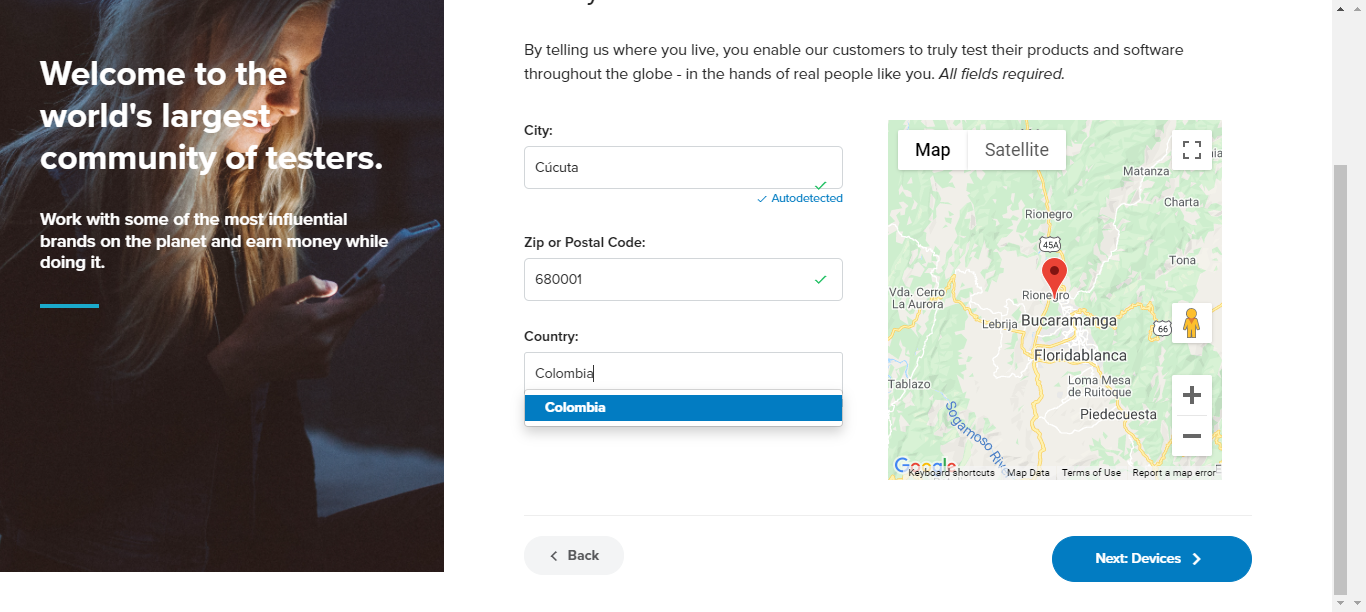 Welcome to the
world's largest
community of testers.
Work with some of the most influential
brands on the planet and earn money while
doing it.
By telling us where you live, you enable our customers to truly test their products and software
throughout the globe - in the hands of real people like you. All fields required.
City:
Cúcuta
Autodetected
Zip or Postal Code:
680001
Country:
Colombia
Colombia
Map
Satellite
Matanza
Rionegro
Charta
45A
Tona
Vda. Cerro
La Aurora
Rionegro
Lebrija
Bucaramanga
66
Floridablanca
Tablazo
Loma Mesa
de Ruitoque
Piedecuesta
Sogamoso
Google
Keyboard shortcuts
Map Data
Terms of Use
Report a map error
Back
Next: Devices